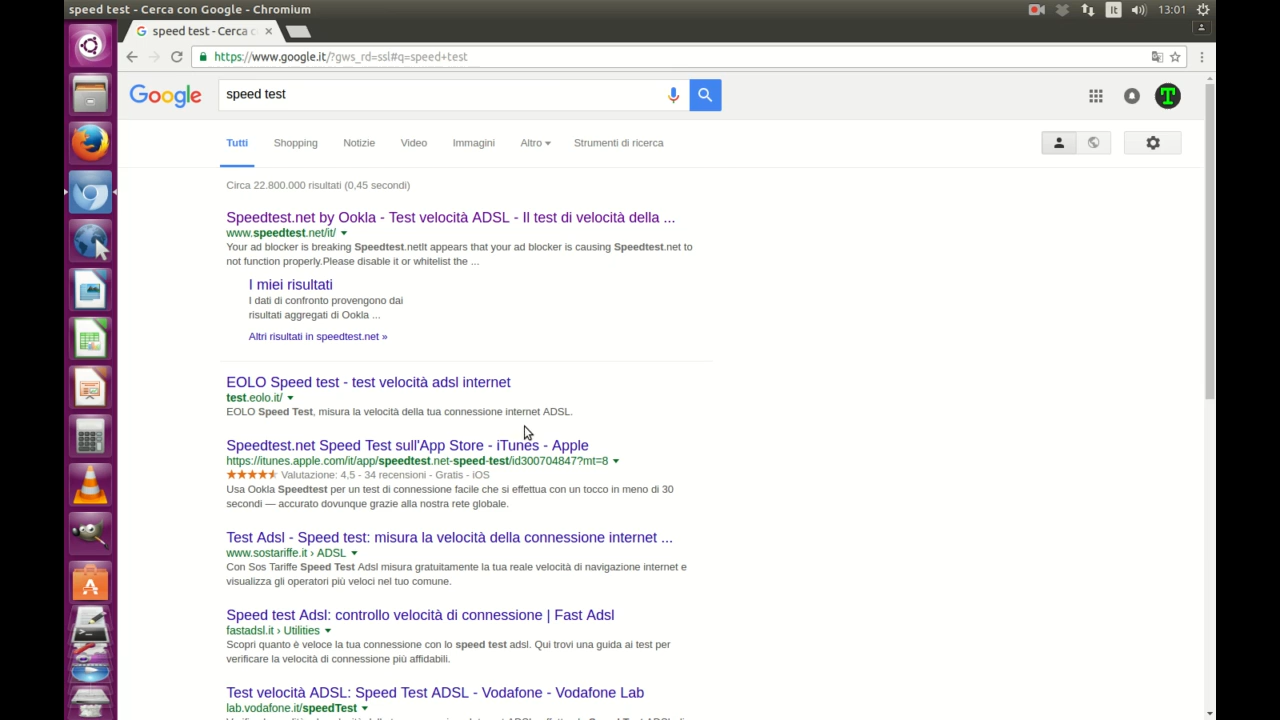 speed test - Cerca con Google - Chromium
It
13:01
speed test - Cerca c
https://www.google.it/?gws_rd=ssl#q=speed+test
Google
speed test
T
Tutti
Shopping
Notizie
Video
Immagini
Altro
Strumenti di ricerca
Circa 22.800.000 risultati (0,45 secondi)
Speedtest.net by Ookla - Test velocità ADSL - Il test di velocità della ...
www.speedtest.net/it/
Your ad blocker is breaking Speedtest.netIt appears that your ad blocker is causing Speedtest.net to
not function properly.Please disable it or whitelist the ...
I miei risultati
I dati di confronto provengono dai
risultati aggregati di Ookla ...
Altri risultati in speedtest.net »
EOLO Speed test - test velocità adsl internet
test.eolo.it/
EOLO Speed Test, misura la velocità della tua connessione internet ADSL.
Speedtest.net Speed Test sull'App Store - iTunes - Apple
https://itunes.apple.com/it/app/speedtest.net-speed-test/id300704847?mt=8
Valutazione: 4,5 - 34 recensioni - Gratis - iOS
Usa Ookla Speedtest per un test di connessione facile che si effettua con un tocco in meno di 30
secondi — accurato dovunque grazie alla nostra rete globale.
Test Adsl - Speed test: misura la velocità della connessione internet ...
www.sostariffe.it › ADSL
Con Sos Tariffe Speed Test Adsl misura gratuitamente la tua reale velocità di navigazione internet e
visualizza gli operatori più veloci nel tuo comune.
Speed test Adsl: controllo velocità di connessione | Fast Adsl
fastadsl.it › Utilities
Scopri quanto è veloce la tua connessione con lo speed test adsl. Qui trovi una guida ai test per
verificare la velocità di connessione più affidabili.
Test velocità ADSL: Speed Test ADSL - Vodafone - Vodafone Lab
lab.vodafone.it/speedTest